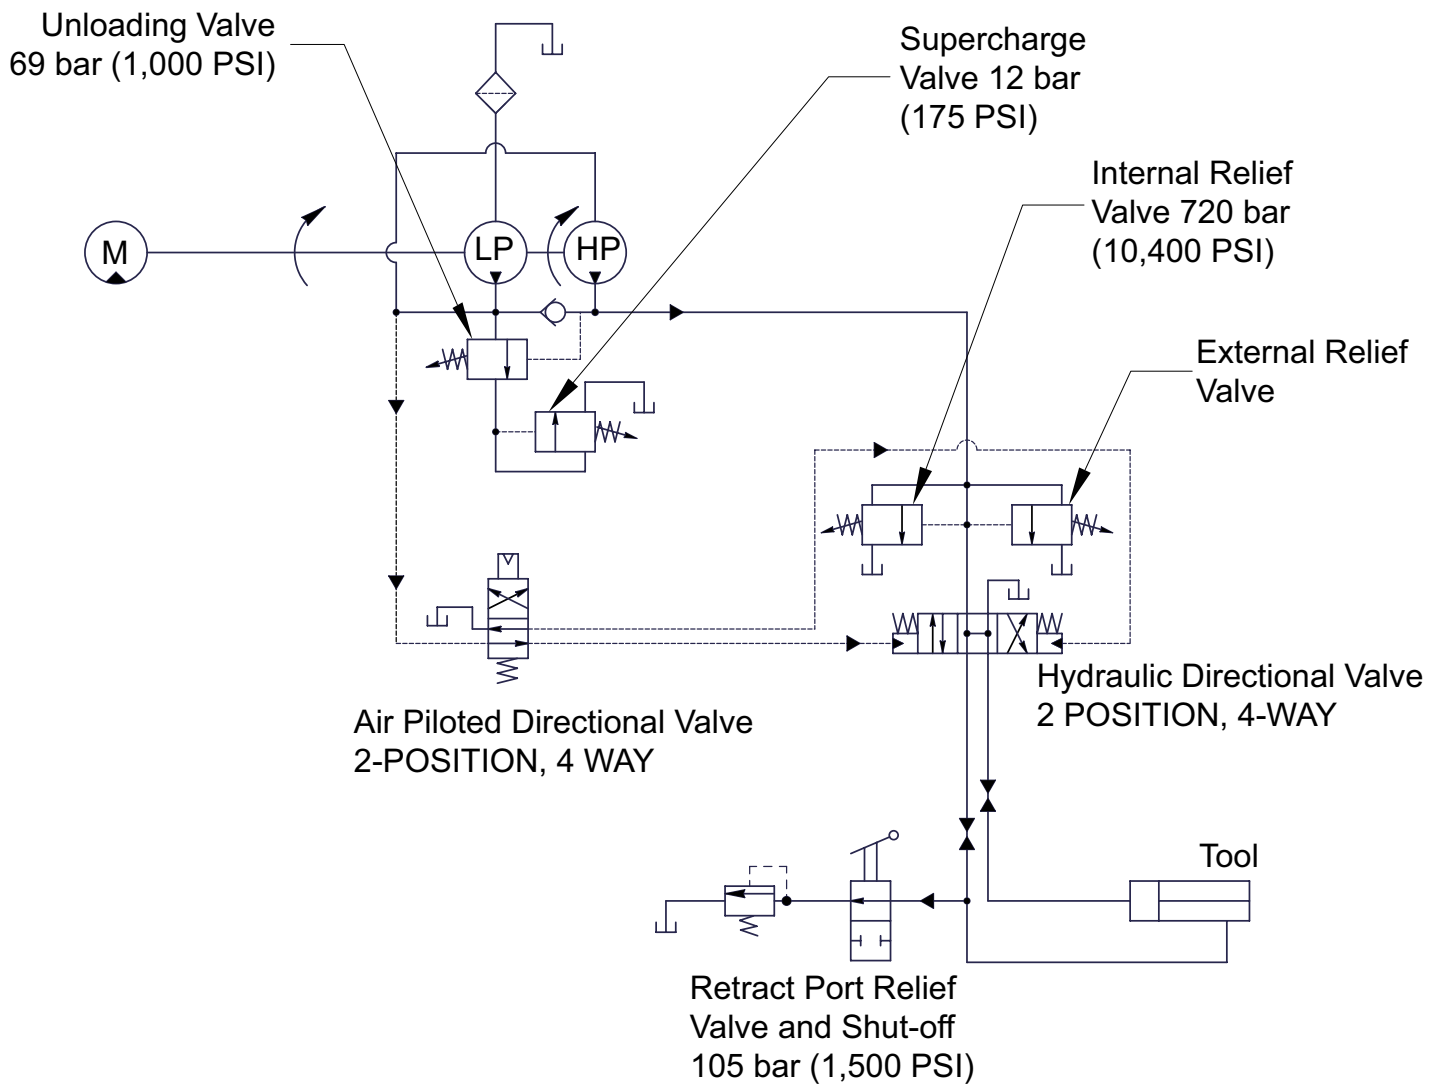 Unloading Valve
69 bar (1,000 PSI)
Supercharge
Valve 12 bar
(175 PSI)
Internal Relief
Valve 720 bar
(10,400 PSI)
M
LP
HP
External Relief
Valve
Hydraulic Directional Valve
2 POSITION, 4-WAY
Air Piloted Directional Valve
2-POSITION, 4 WAY
Tool
Retract Port Relief
Valve and Shut-off
105 bar (1,500 PSI)